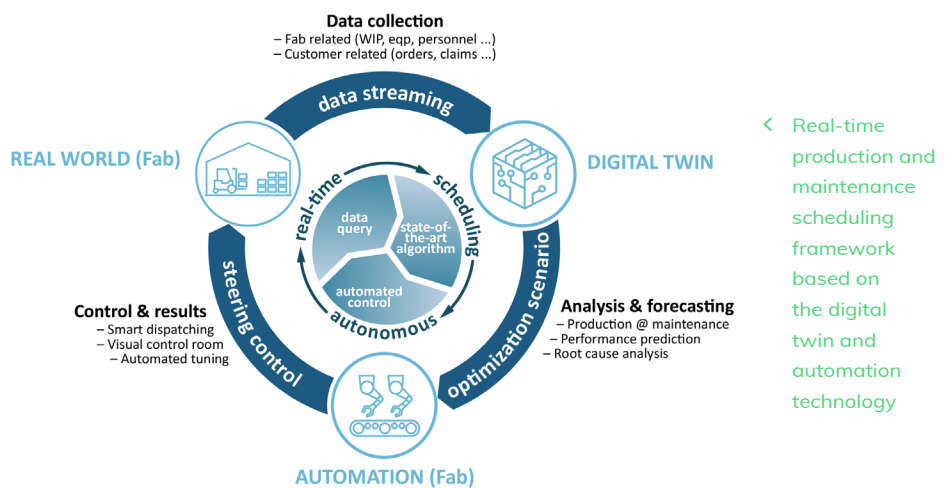 Data collection
– Fab related (WIP, eqp, personnel ...)
– Customer related (orders, claims ...)
data streaming
REAL WORLD (Fab)
DIGITAL TWIN
real-time
scheduling
autonomous
data
query
state-of-
the-art
algorithm
automated
control
optimization scenario
steering control
Analysis & forecasting
– Production @ maintenance
– Performance prediction
– Root cause analysis
Control & results
– Smart dispatching
– Visual control room
– Automated tuning
AUTOMATION (Fab)
< Real-time
production and
maintenance
scheduling
framework
based on
the digital
twin and
automation
technology